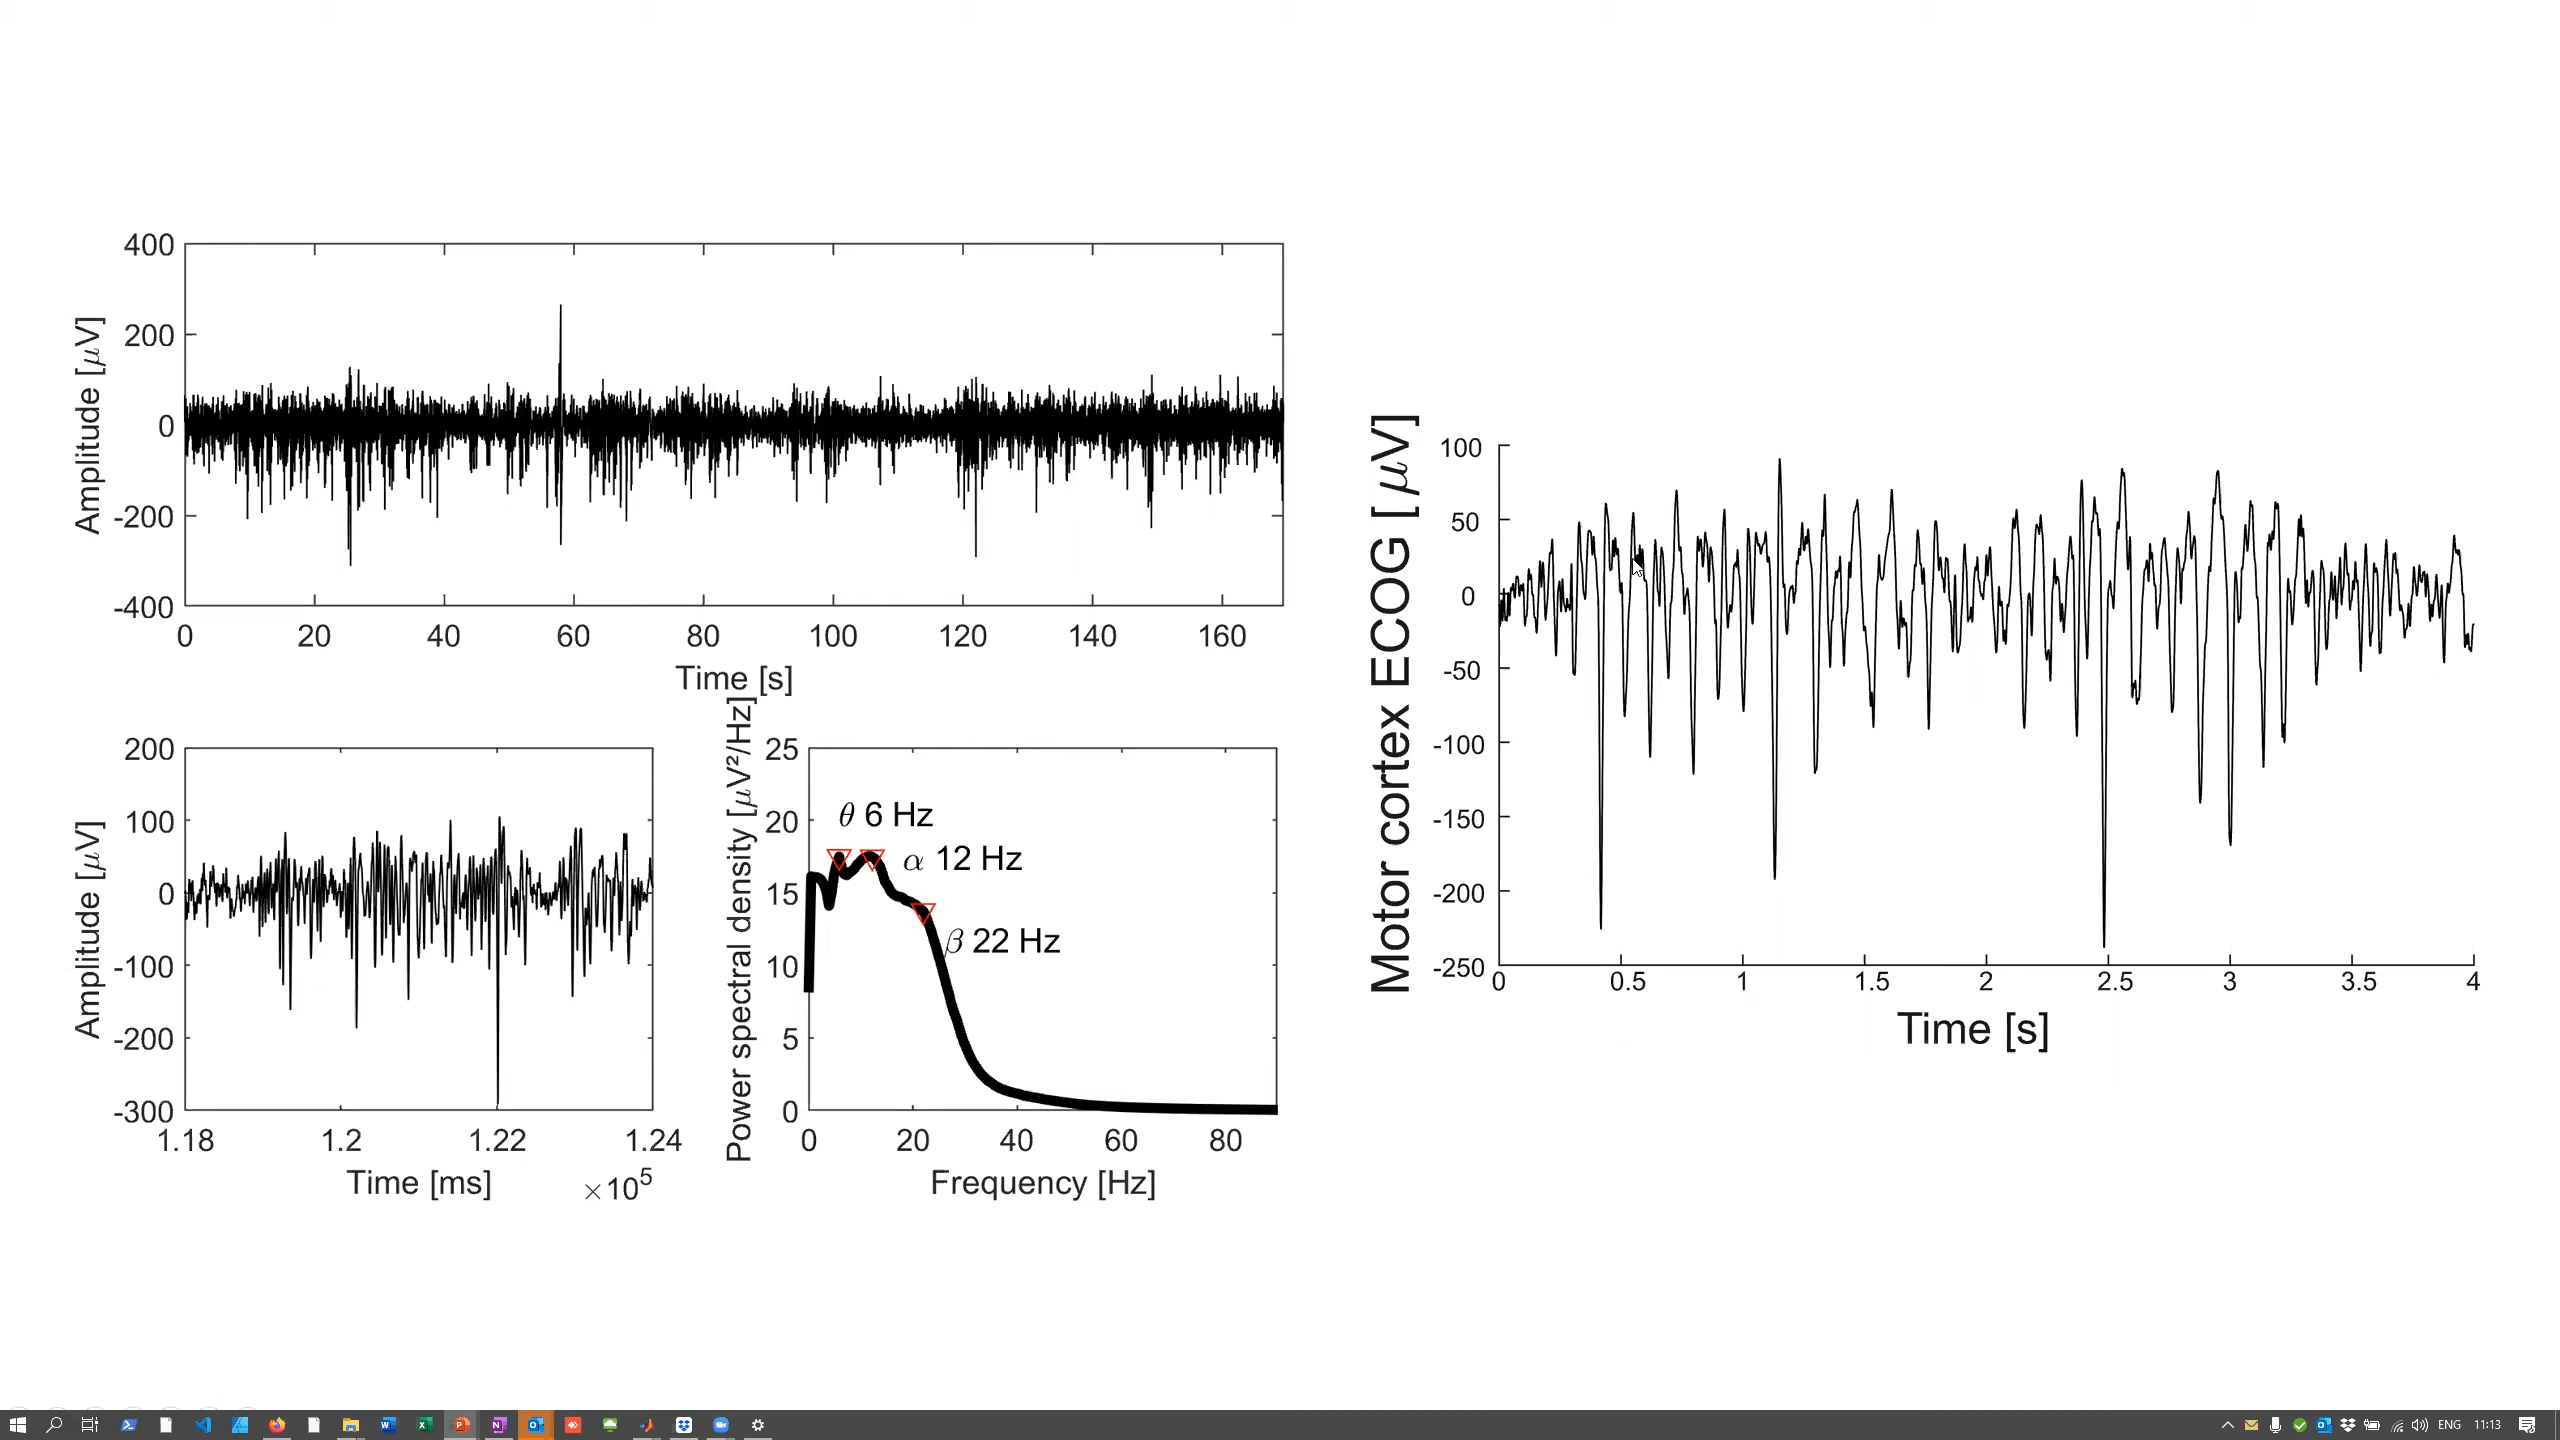 400
200
0
-200
-400
Amplitude [μV]
0 20 40 60 80 100 120 140 160
Time [s]
200
100
0
-100
-200
-300
Amplitude [μV]
1.18 1.2 1.22 1.24
Time [ms]
×10⁵
25
20
15
10
5
0
Power spectral density [μV²/Hz]
θ 6 Hz
α 12 Hz
β 22 Hz
0 20 40 60 80
Frequency [Hz]
100
50
0
-50
-100
-150
-200
-250
Motor cortex ECOG [μV]
0 0.5 1 1.5 2 2.5 3 3.5 4
Time [s]
ENG 11:13